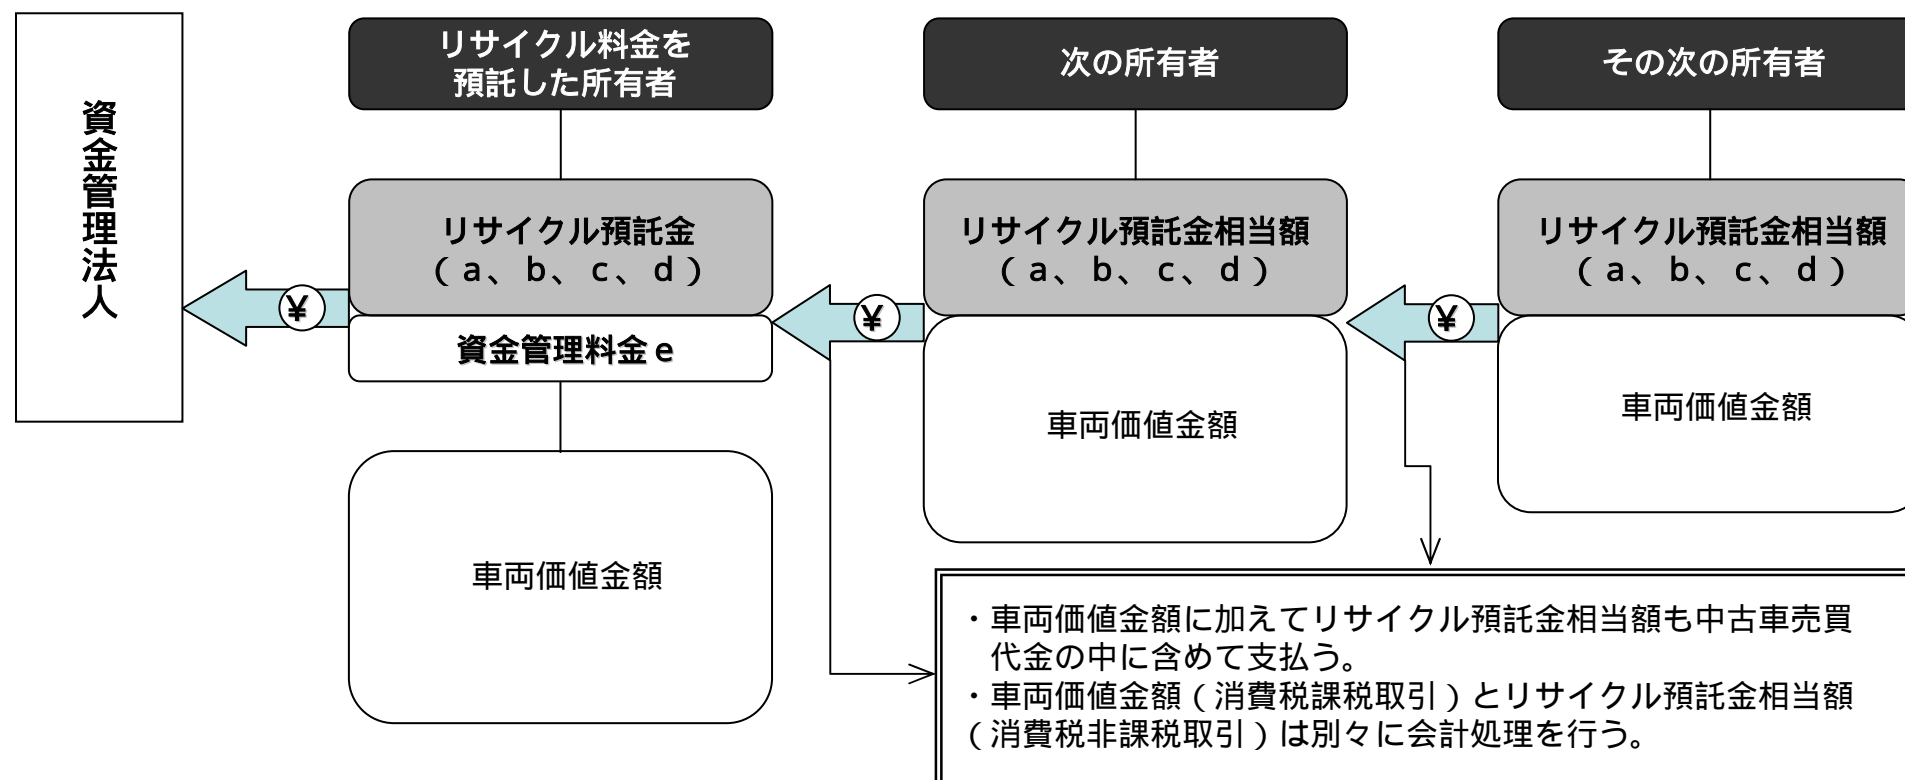 資金管理法人
リサイクル料金を
預託した所有者
次の所有者
その次の所有者
リサイクル預託金
（ａ、ｂ、ｃ、ｄ）
リサイクル預託金相当額
（ａ、ｂ、ｃ、ｄ）
リサイクル預託金相当額
（ａ、ｂ、ｃ、ｄ）
¥
¥
¥
資金管理料金ｅ
車両価値金額
車両価値金額
車両価値金額
・車両価値金額に加えてリサイクル預託金相当額も中古車売買
代金の中に含めて支払う。
・車両価値金額（消費税課税取引）とリサイクル預託金相当額
（消費税非課税取引）は別々に会計処理を行う。